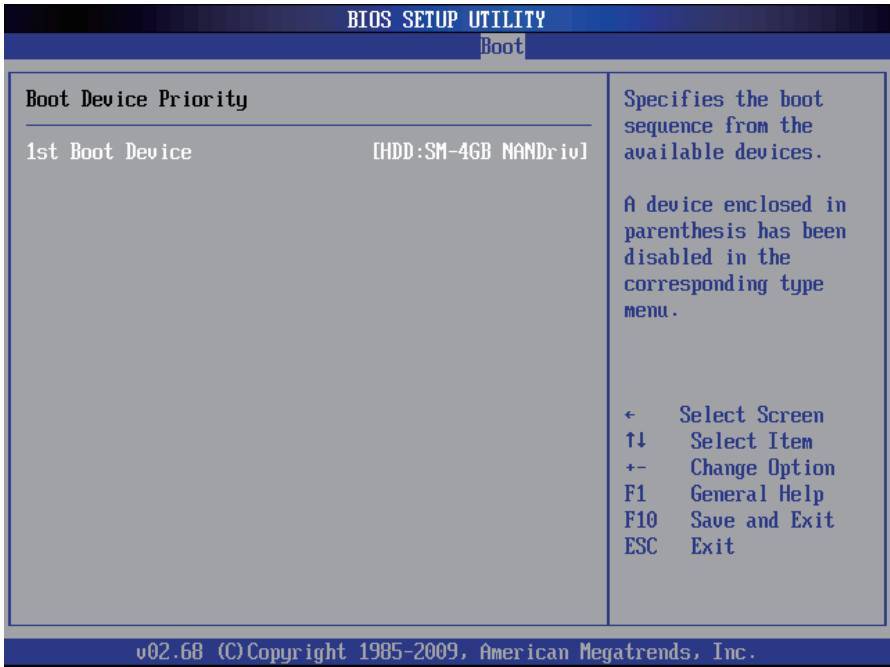 BIOS SETUP UTILITY
Boot
Boot Device Priority
1st Boot Device [HDD:SM-4GB NANDriv]
Specifies the boot
sequence from the
available devices.
A device enclosed in
parenthesis has been
disabled in the
corresponding type
menu.
← Select Screen
↑↓ Select Item
+- Change Option
F1 General Help
F10 Save and Exit
ESC Exit
v02.68 (C)Copyright 1985-2009, American Megatrends, Inc.